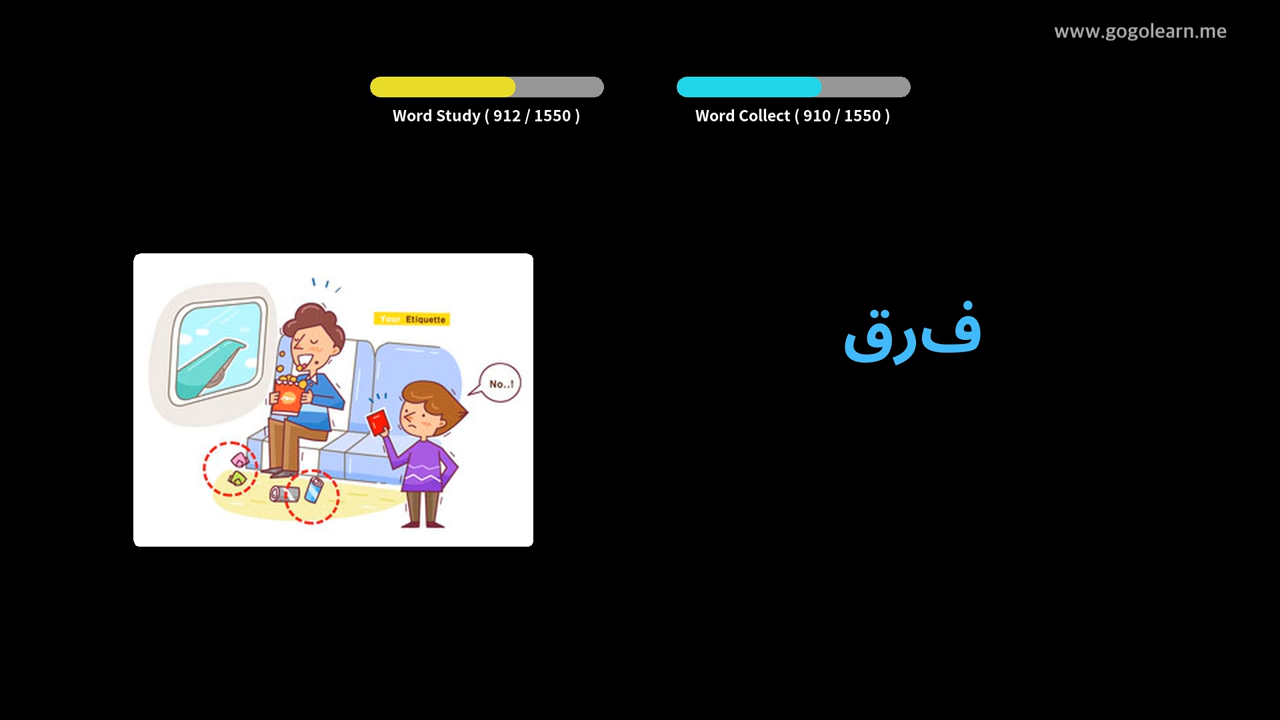 www.gogolearn.me
Word Study ( 912 / 1550 )
Word Collect ( 910 / 1550 )
Your Etiquette
No..!
فرق